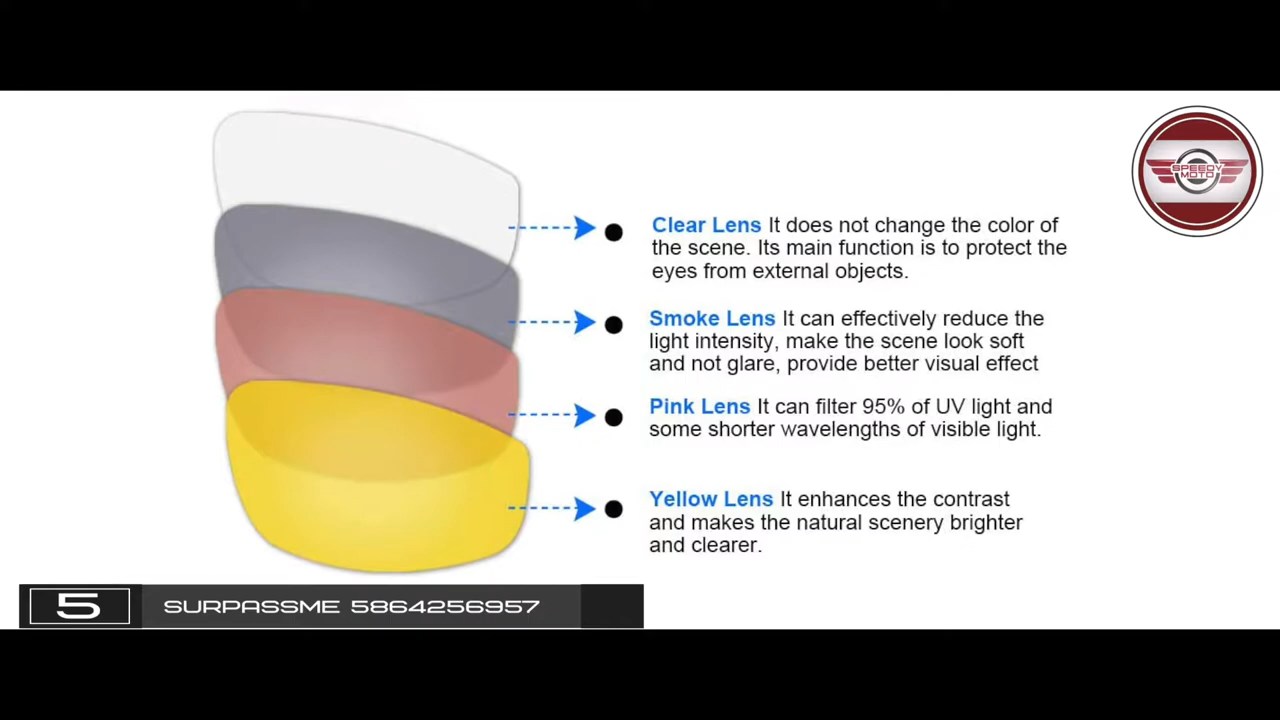 SPEEDY
MOTO
Clear Lens It does not change the color of
the scene. Its main function is to protect the
eyes from external objects.
Smoke Lens It can effectively reduce the
light intensity, make the scene look soft
and not glare, provide better visual effect
Pink Lens It can filter 95% of UV light and
some shorter wavelengths of visible light.
Yellow Lens It enhances the contrast
and makes the natural scenery brighter
and clearer.
5 SURPASSME 5864256957